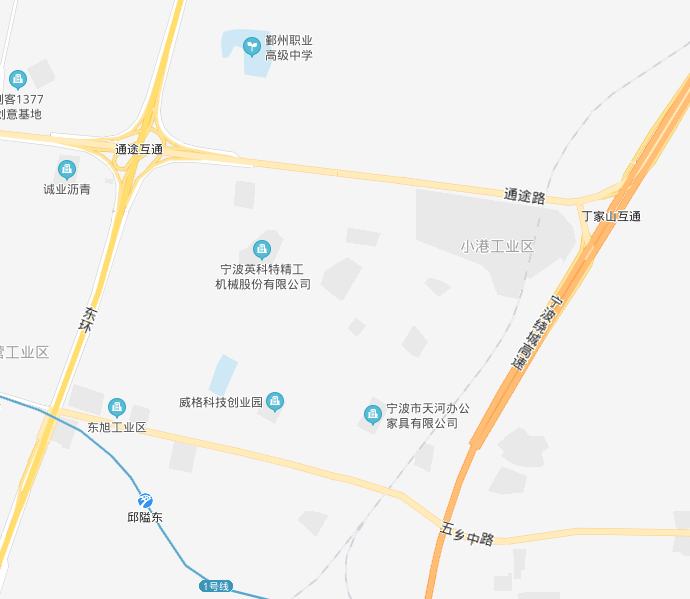 鄞州职业
高级中学
客1377
创意基地
通途互通
诚业沥青
通途路
丁家山互通
小港工业区
宁波英科特精工
机械股份有限公司
东环
宁波绕城高速
工业区
威格科技创业园
宁波市天河办公
家具有限公司
东旭工业区
邱隘东
五乡中路
1号线